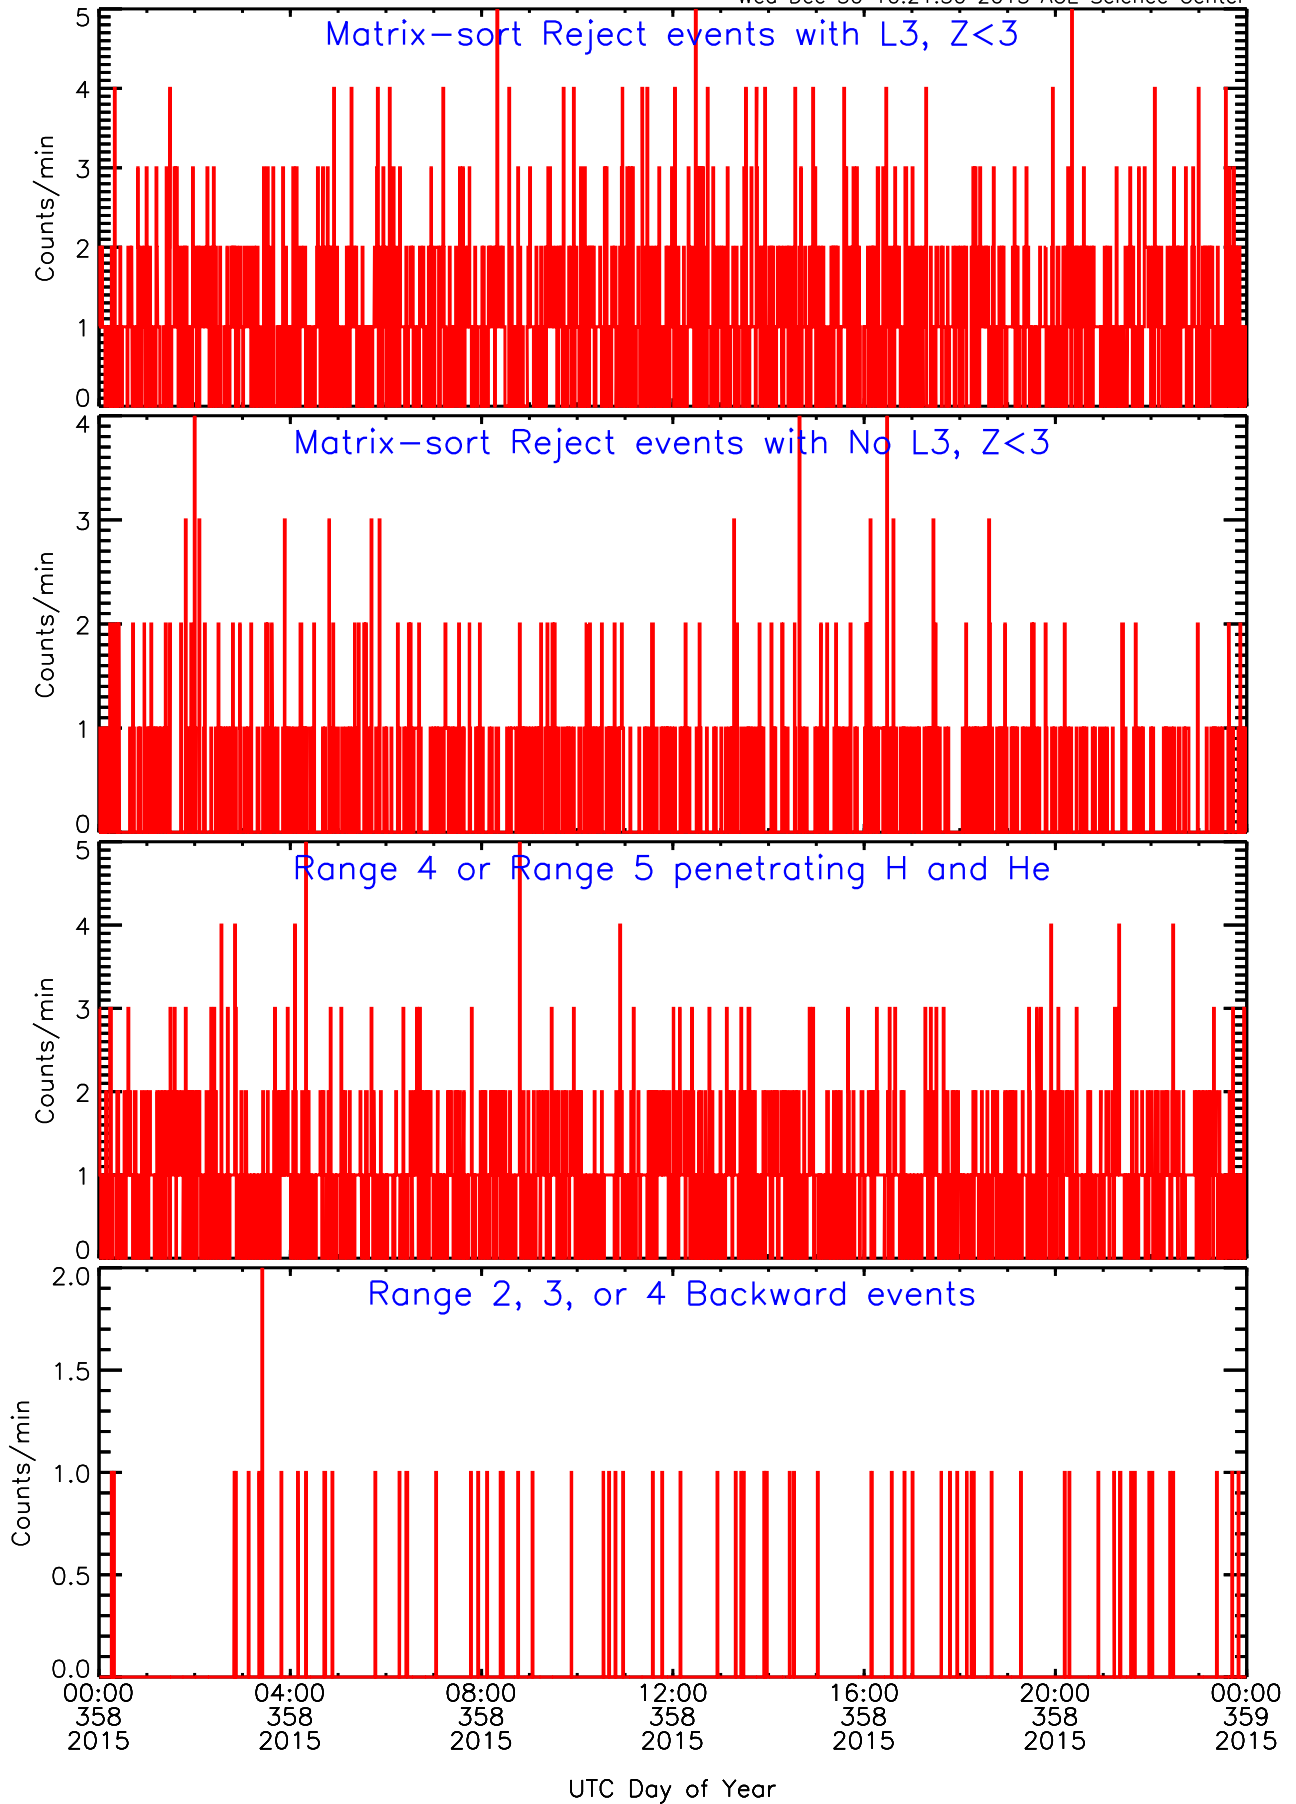 Matrix-sort Reject events with L3, Z<3
5
4
3
2
1
0
Counts/min
Matrix-sort Reject events with No L3, Z<3
4
3
2
1
0
Counts/min
Range 4 or Range 5 penetrating H and He
5
4
3
2
1
0
Counts/min
Range 2, 3, or 4 Backward events
2.0
1.5
1.0
0.5
0.0
Counts/min
00:00 04:00 08:00 12:00 16:00 20:00 00:00
358 358 358 358 358 358 359
2015 2015 2015 2015 2015 2015 2015
UTC Day of Year